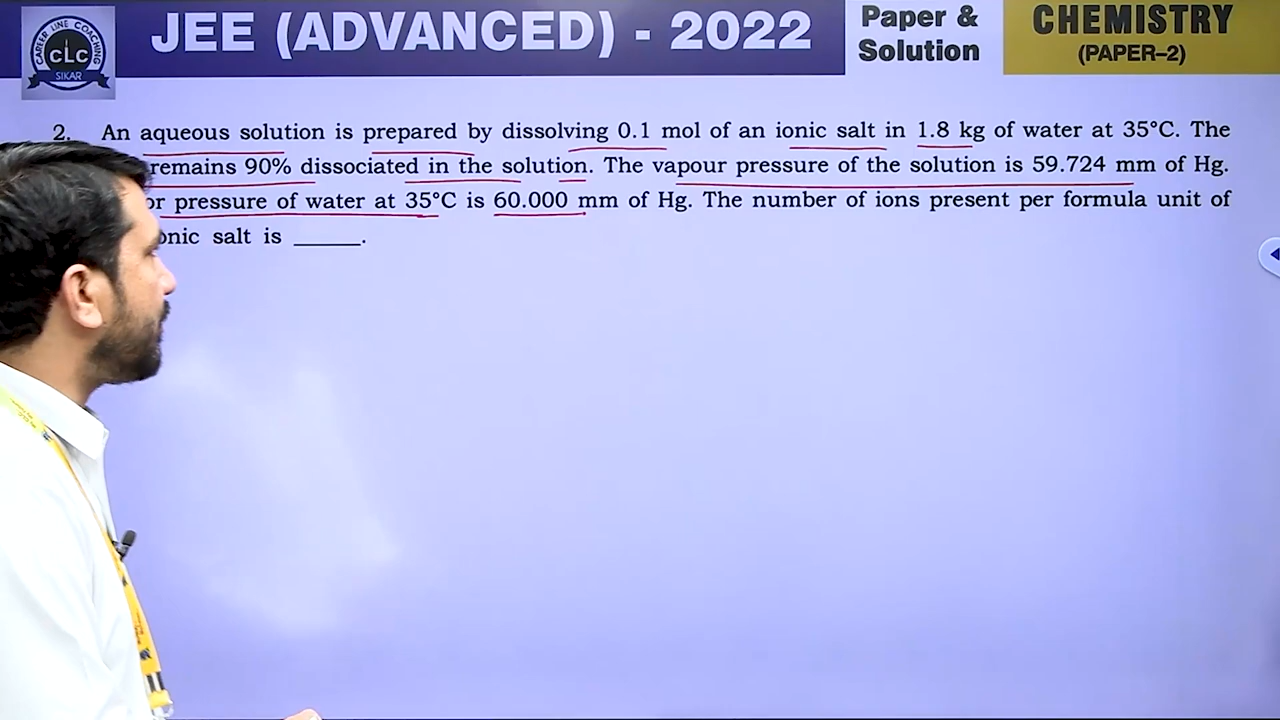 CAREER LINE COACHING
CLC
SIKAR
JEE (ADVANCED) - 2022
Paper &
Solution
CHEMISTRY
(PAPER–2)
2. An aqueous solution is prepared by dissolving 0.1 mol of an ionic salt in 1.8 kg of water at 35°C. The
remains 90% dissociated in the solution. The vapour pressure of the solution is 59.724 mm of Hg.
pressure of water at 35°C is 60.000 mm of Hg. The number of ions present per formula unit of
salt is _____.